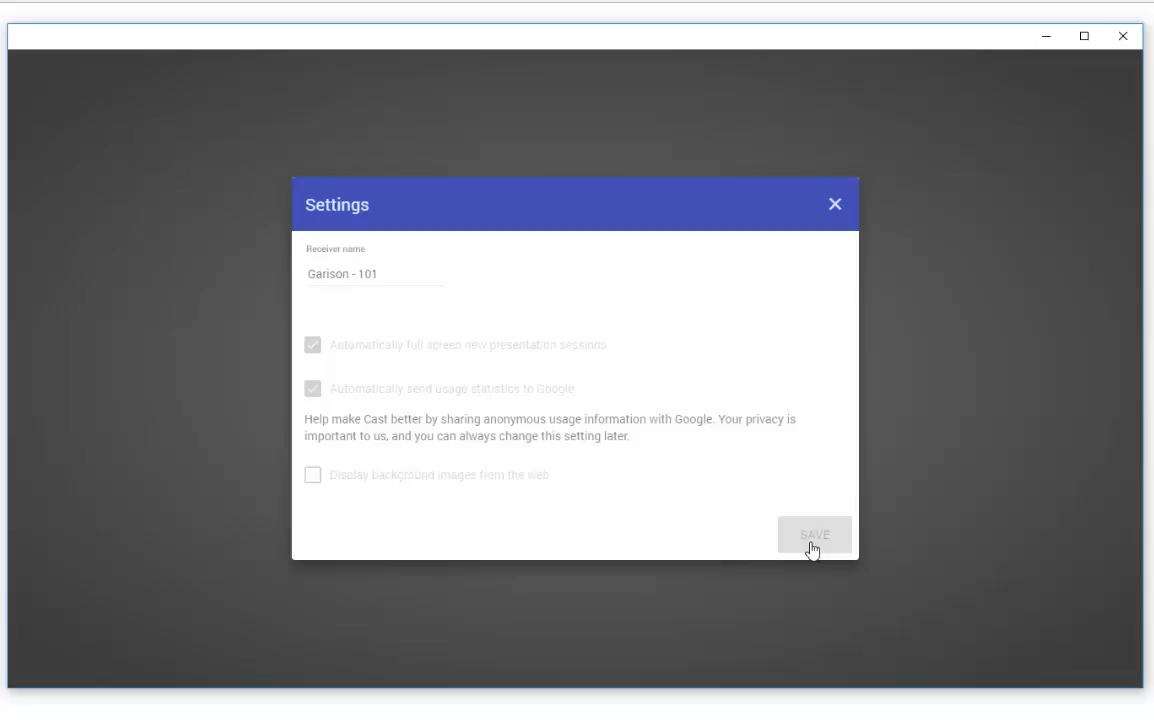 Settings
Receiver name
Garison - 101
Automatically full screen new presentation sessions
Automatically send usage statistics to Google
Help make Cast better by sharing anonymous usage information with Google. Your privacy is
important to us, and you can always change this setting later.
Display background images from the web
SAVE